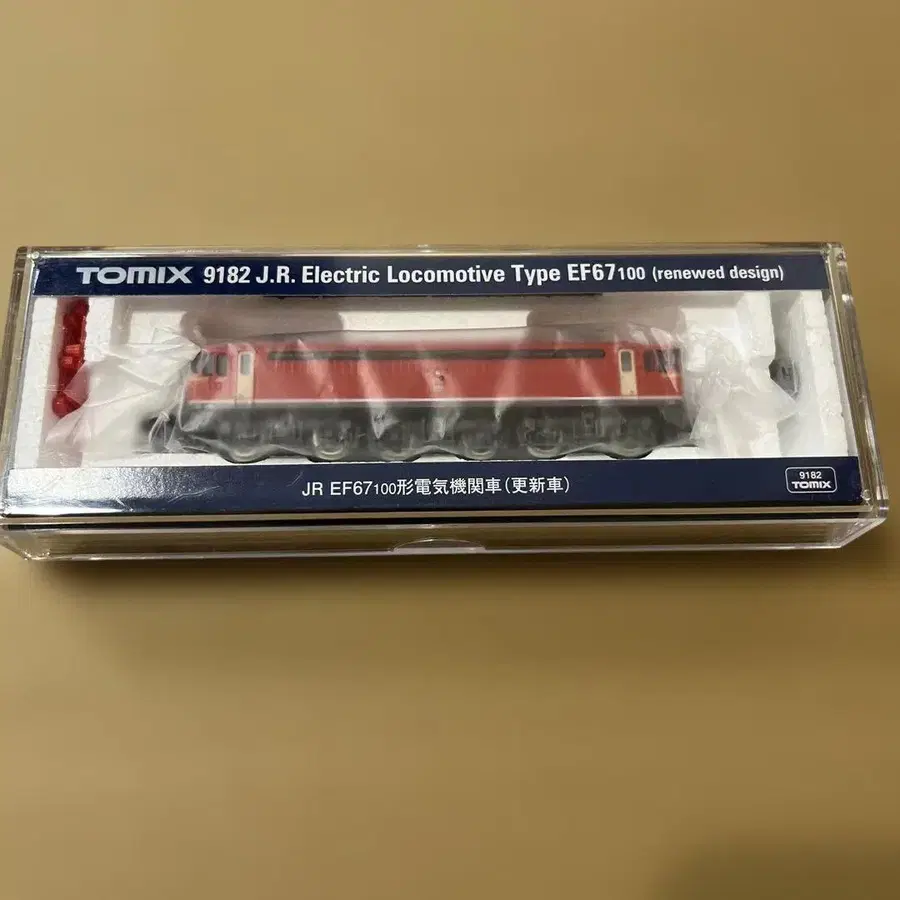 TOMIX 9182 J.R. Electric Locomotive Type EF67100 (renewed design)
JR EF67100形電気機関車(更新車)
9182
TOMIX